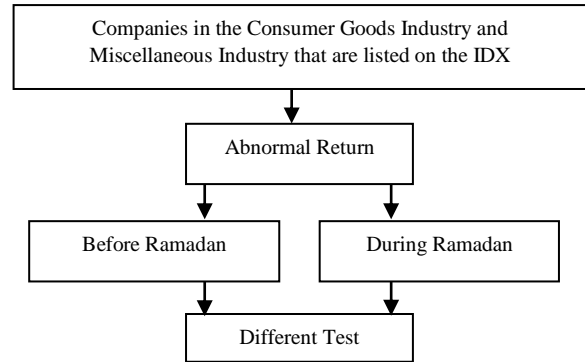 Companies in the Consumer Goods Industry and
Miscellaneous Industry that are listed on the IDX
Abnormal Return
Before Ramadan
During Ramadan
Different Test